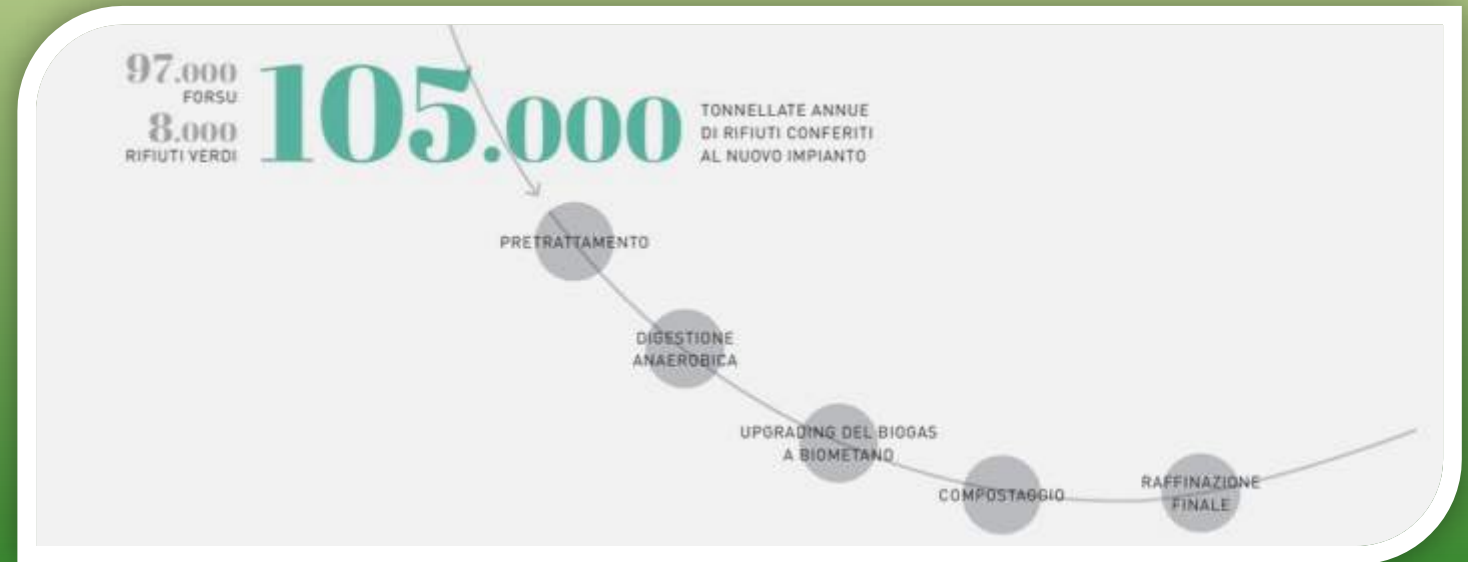 97.000
FORSU
8.000
RIFIUTI VERDI
105.000
TONNELLATE ANNUE
DI RIFIUTI CONFERITI
AL NUOVO IMPIANTO
PRETRATTAMENTO
DIGESTIONE
ANAEROBICA
UPGRADING DEL BIOGAS
A BIOMETANO
COMPOSTAGGIO
RAFFINAZIONE
FINALE